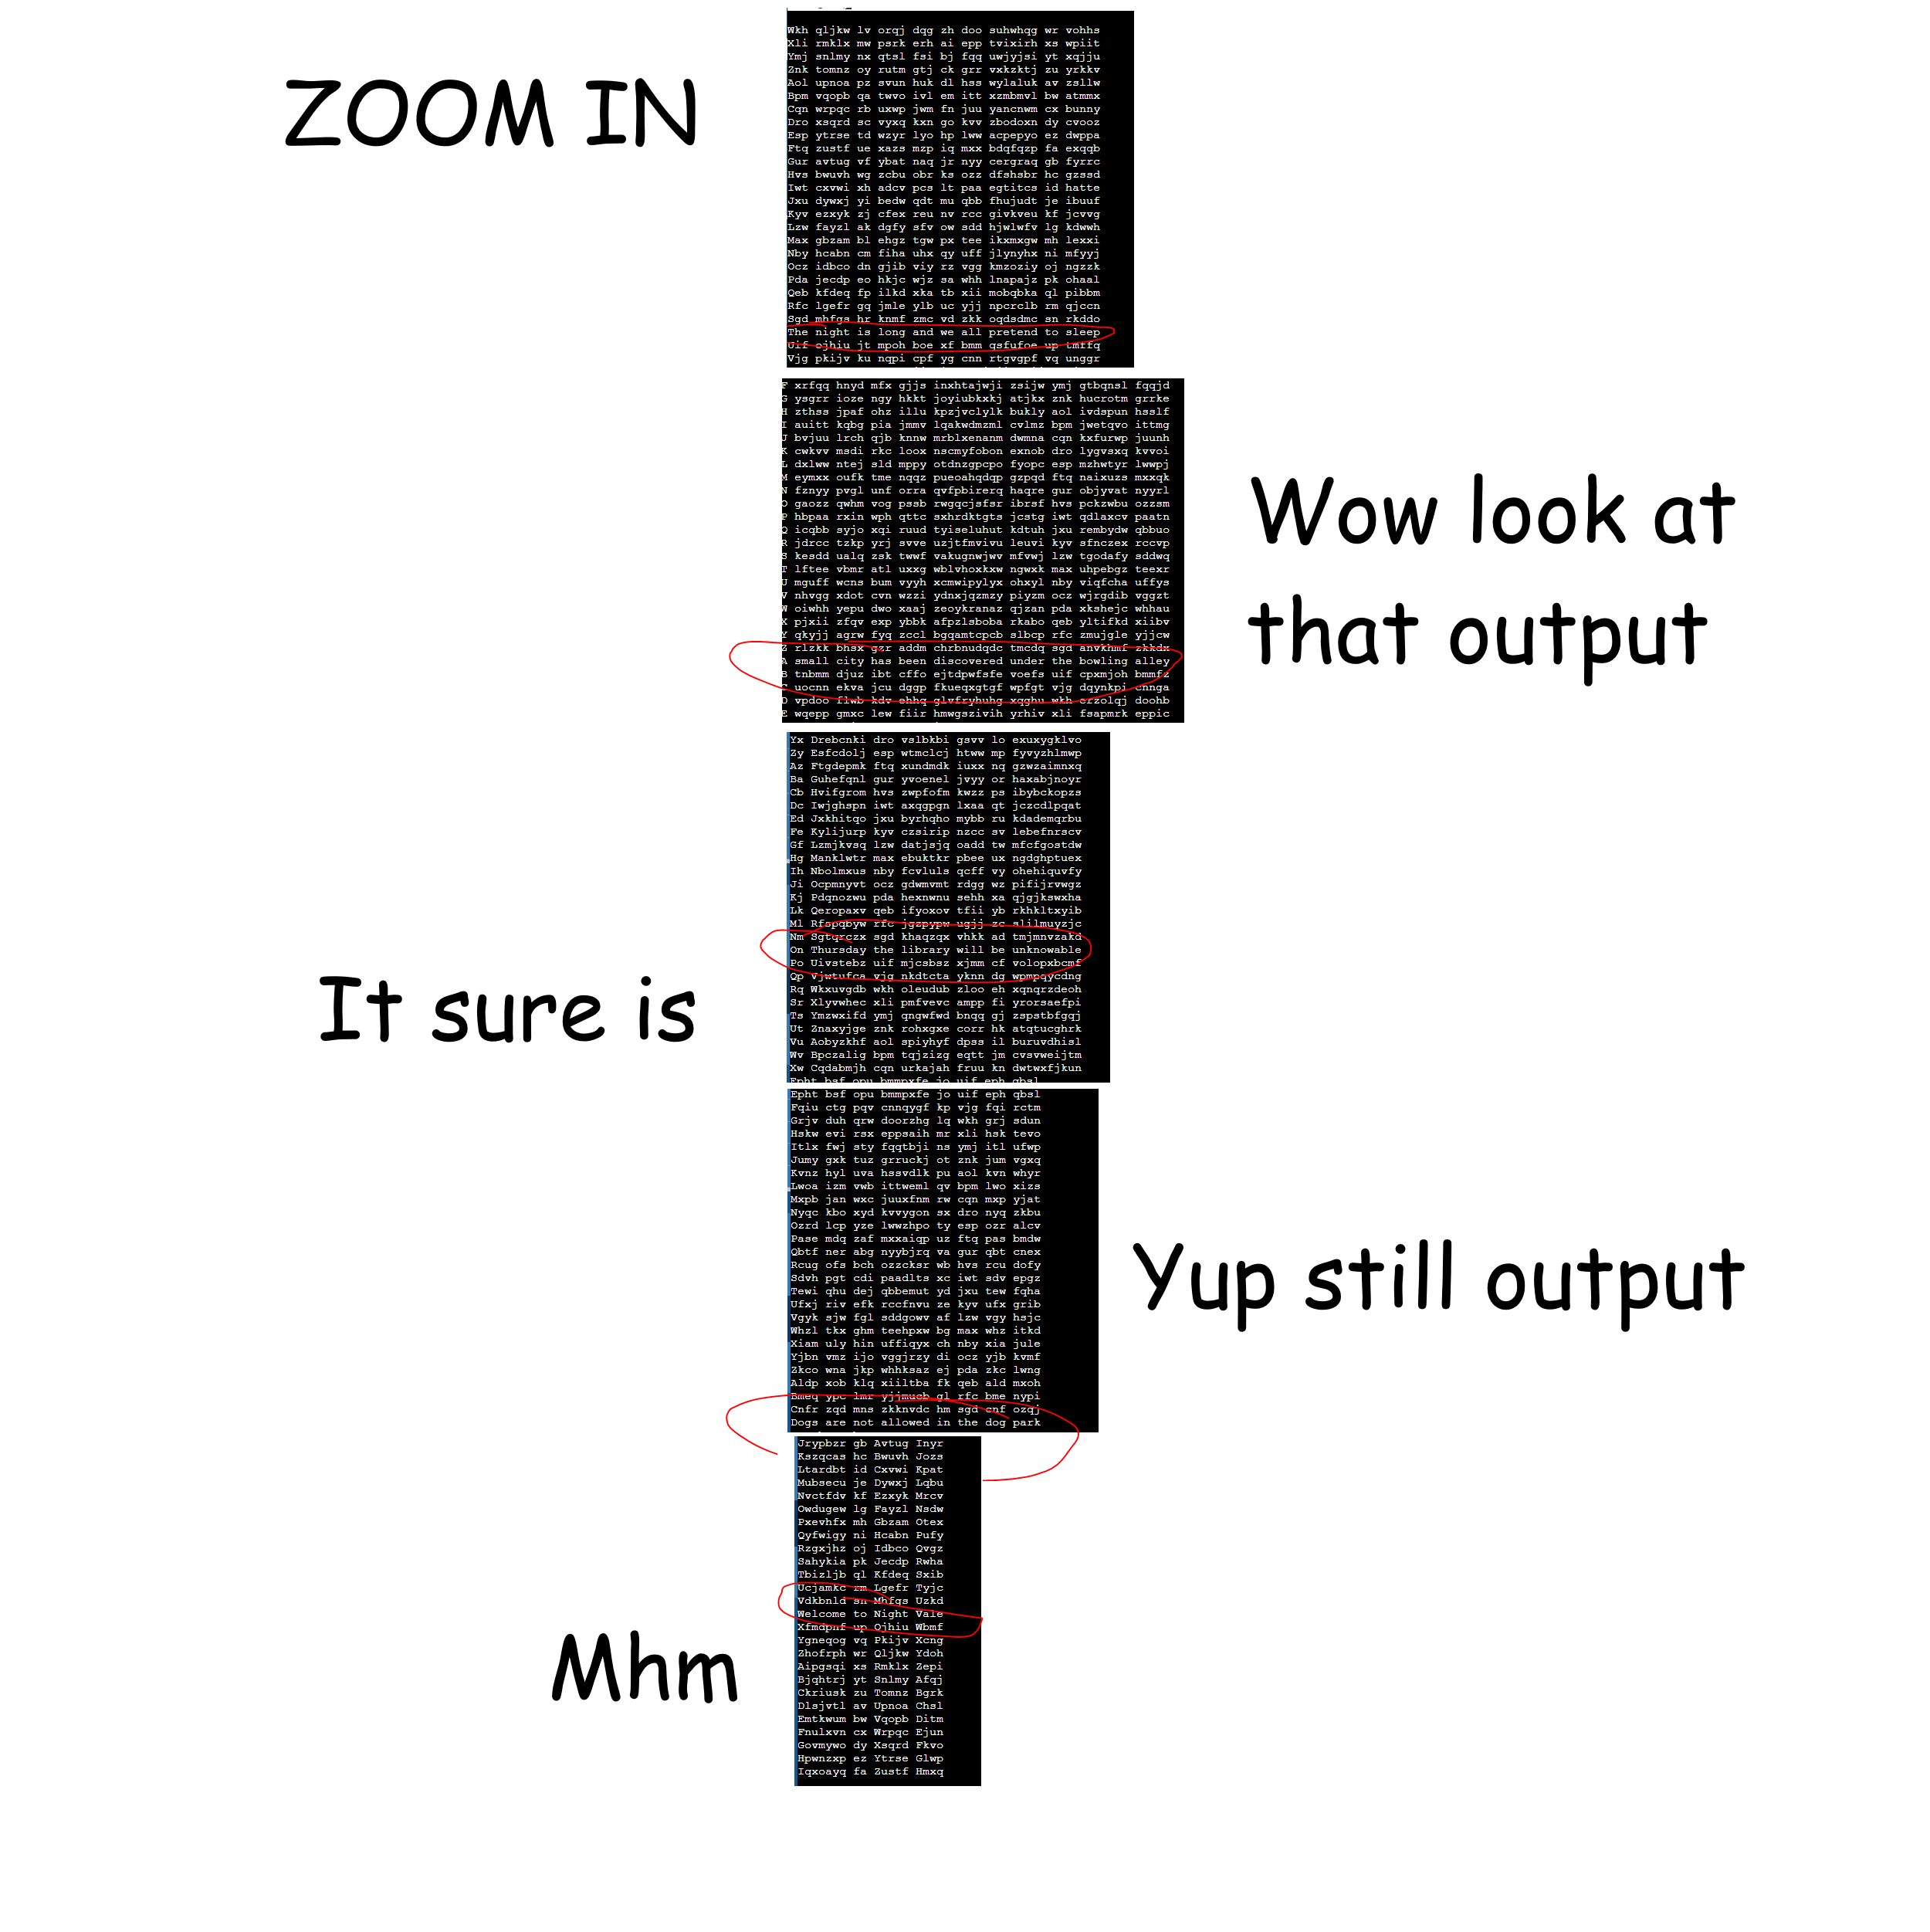 ZOOM IN
Wkh qljkw lv orqj dqg zh doo suhwhqg wr vohhs
Xli rmklx mw psrk erh ai epp tvixirh xs wpiit
Ymj snlmy nx qtsl fsi bj fqq uwjyjsi yt xqjju
Znk tomnz oy rutm gtj ck grr vxkzktj zu yrkkv
Aol upnoa pz svun huk dl hss wylaluk av zsllw
Bpm vqopb qa twvo ivl em itt xzmbmvl bw atmmx
Cqn wrpqc rb uxwp jwm fn juu yancnwm cx bunny
Dro xsqrd sc vyxq kxn go kvv zbodoxn dy cvooz
Esp ytrse td wzyr lyo hp lww acpepyo ez dwppa
Ftq zustf ue xazs mzp iq mxx bdqfqzp fa exqqb
Gur avtug vf ybat naq jr nyy cergraq gb fyrrc
Hvs bwuvh wg zcbu obr ks ozz dfshsbr hc gzssd
Iwt cxvwi xh adcv pcs lt paa egtitcs id hatte
Jxu dywxj yi bedw qdt mu qbb fhujudt je ibuuf
Kyv ezxyk zj cfex reu nv rcc givkveu kf jcvvg
Lzw fayzl ak dgfy sfv ow sdd hjwlwfv lg kdwwh
Max gbzam bl ehgz tgw px tee ikxmxgw mh lexxi
Nby hcabn cm fiha uhx qy uff jlynyhx ni mfyyj
Ocz idbco dn gjib viy rz vgg kmzoziy oj ngzzk
Pda jecdp eo hkjc wjz sa whh lnapajz pk ohaal
Qeb kfdeq fp ilkd xka tb xii mobqbka ql pibbm
Rfc lgefr gq jmle ylb uc yjj npcrclb rm qjccn
Sgd mhfgs hr knmf zmc vd zkk oqdsdmc sn rkddo
The night is long and we all pretend to sleep
Uif ojhiu jt mpoh boe xf bmm qsfufoe up tmffq
Vjg pkijv ku nqpi cpf yg cnn rtgvgpf vq unggr
F xrfqq hnyd mfx gjjs inxhtajwji zsijw ymj gtbqnsl fqqjd
G ysgrr ioze ngy hkkt joyiubkxkj atjkx znk hucrotm grrke
H zthss jpaf ohz illu kpzjvclylk bukly aol ivdspun hsslf
I auitt kqbg pia jmmv lqakwdmzml cvlmz bpm jwetqvo ittmg
J bvjuu lrch qjb knnw mrblxenanm dwmna cqn kxfurwp juunh
K cwkvv msdi rkc loox nscmyfobon exnob dro lygvsxq kvvoi
L dxlww ntej sld mppy otdnzgpcpo fyopc esp mzhwtyr lwwpj
M eymxx oufk tme nqqz pueoahqdqp gzpqd ftq naixuzs mxxqk
N fznyy pvgl unf orra qvfpbirerq haqre gur objyvat nyyrl
O gaozz qwhm vog pssb rwgqcjsfsr ibrsf hvs pckzwbu ozzsm
P hbpaa rxin wph qttc sxhrdktgts jcstg iwt qdlaxcv paatn
Q icqbb syjo xqi ruud tyiseluhut kdtuh jxu rembydw qbbuo
R jdrcc tzkp yrj svve uzjtfmvivu leuvi kyv sfnczex rccvp
S kesdd ualq zsk twwf vakugnwjwv mfvwj lzw tgodafy sddwq
T lftee vbmr atl uxxg wblvhoxkxw ngwxk max uhpebgz teexr
U mguff wcns bum vyyh xcmwipylyx ohxyl nby viqfcha uffys
V nhvgg xdot cvn wzzi ydnxjqzmzy piyzm ocz wjrgdib vggzt
W oiwhh yepu dwo xaaj zeoykranaz qjzan pda xkshejc whhau
X pjxii zfqv exp ybbk afpzlsboba rkabo qeb yltifkd xiibv
Y qkyjj agrw fyq zccl bgqamtcpcb slbcp rfc zmujgle yjjcw
Z rlzkk bhsx gzr addm chrbnudqdc tmcdq sgd anvkhmf zkkdx
A small city has been discovered under the bowling alley
B tnbmm djuz ibt cffo ejtdpwfsfe voefs uif cpxmjoh bmmfz
C uocnn ekva jcu dggp fkueqxgtgf wpfgt vjg dqynkpi cnnga
D vpdoo flwb kdv ehhq glvfryhuhg xqghu wkh erzolqj doohb
E wqepp gmxc lew fiir hmwgszivih yrhiv xli fsapmrk eppic
Wow look at
that output
Yx Drebcnki dro vslbkbi gsvv lo exuxygklvo
Zy Esfcdolj esp wtmclcj htww mp fyvyzhlmwp
Az Ftgdepmk ftq xundmdk iuxx nq gzwzaimnxq
Ba Guhefqnl gur yvoenel jvyy or haxabjnoyr
Cb Hvifgrom hvs zwpfofm kwzz ps ibybckopzs
Dc Iwjghspn iwt axqgpgn lxaa qt jczcdlpqat
Ed Jxkhitqo jxu byrhqho mybb ru kdademqrbu
Fe Kylijurp kyv czsirip nzcc sv lebefnrscv
Gf Lzmjkvsq lzw datjsjq oadd tw mfcfgostdw
Hg Manklwtr max ebuktkr pbee ux ngdghptuex
Ih Nbolmxus nby fcvluls qcff vy ohehiquvfy
Ji Ocpmnyvt ocz gdwmvmt rdgg wz pifijrvwgz
Kj Pdqnozwu pda hexnwnu sehh xa qjgjkswxha
Lk Qeropaxv qeb ifyoxov tfii yb rkhkltxyib
Ml Rfspqbyw rfc jgzpypw ugjj zc slilmuyzjc
Nm Sgtqrczx sgd khaqzqx vhkk ad tmjmnvzakd
On Thursday the library will be unknowable
Po Uivstebz uif mjcsbsz xjmm cf volopxbcmf
Qp Vjwtufca vjg nkdtcta yknn dg wpmpqycdng
Rq Wkxuvgdb wkh oleudub zloo eh xqnqrzdeoh
Sr Xlyvwhec xli pmfvevc ampp fi yrorsaefpi
Ts Ymzwxifd ymj qngwfwd bnqq gj zspstbfgqj
Ut Znaxyjge znk rohxgxe corr hk atqtucghrk
Vu Aobyzkhf aol spiyhyf dpss il buruvdhisl
Wv Bpczalig bpm tqjzizg eqtt jm cvsvweijtm
Xw Cqdabmjh cqn urkajah fruu kn dwtwxfjkun
Epht bsf opu bmmpxfe jo uif eph qbsl
It sure is
Epht bsf opu bmmpxfe jo uif eph qbsl
Fqiu ctg pqv cnnqygf kp vjg fqi rctm
Grjv duh qrw doorzhg lq wkh grj sdun
Hskw evi rsx eppsaih mr xli hsk tevo
Itlx fwj sty fqqtbji ns ymj itl ufwp
Jumy gxk tuz grruckj ot znk jum vgxq
Kvnz hyl uva hssvdlk pu aol kvn whyr
Lwoa izm vwb ittweml qv bpm lwo xizs
Mxpb jan wxc juuxfnm rw cqn mxp yjat
Nyqc kbo xyd kvvygon sx dro nyq zkbu
Ozrd lcp yze lwwzhpo ty esp ozr alcv
Pase mdq zaf mxxaiqp uz ftq pas bmdw
Qbtf ner abg nyybjrq va gur qbt cnex
Rcug ofs bch ozzcksr wb hvs rcu dofy
Sdvh pgt cdi paadlts xc iwt sdv epgz
Tewi qhu dej qbbemut yd jxu tew fqha
Ufxj riv efk rccfnvu ze kyv ufx grib
Vgyk sjw fgl sddgowv af lzw vgy hsjc
Whzl tkx ghm teehpxw bg max whz itkd
Xiam uly hin uffiqyx ch nby xia jule
Yjbn vmz ijo vggjrzy di ocz yjb kvmf
Zkco wna jkp whhksaz ej pda zkc lwng
Aldp xob klq xiiltba fk qeb ald mxoh
Bmeq ypc lmr yjjmucb gl rfc bme nypi
Cnfr zqd mns zkknvdc hm sgd cnf ozqj
Dogs are not allowed in the dog park
Yup still output
Jrypbzr gb Avtug Inyr
Kszqcas hc Bwuvh Jozs
Ltardbt id Cxvwi Kpat
Mubsecu je Dywxj Lqbu
Nvctfdv kf Ezxyk Mrcv
Owdugew lg Fayzl Nsdw
Pxevhfx mh Gbzam Otex
Qyfwigy ni Hcabn Pufy
Rzgxjhz oj Idbco Qvgz
Sahykia pk Jecdp Rwha
Tbizljb ql Kfdeq Sxib
Ucjamkc rm Lgefr Tyjc
Vdkbnld sn Mhfgs Uzkd
Welcome to Night Vale
Xfmdpnf up Ojhiu Wbmf
Ygneqog vq Pkijv Xcng
Zhofrph wr Qljkw Ydoh
Aipgsqi xs Rmklx Zepi
Bjqhtrj yt Snlmy Afqj
Ckriusk zu Tomnz Bgrk
Dlsjvtl av Upnoa Chsl
Emtkwum bw Vqopb Ditm
Fnulxvn cx Wrpqc Ejun
Govmywo dy Xsqrd Fkvo
Hpwnzxp ez Ytrse Glwp
Iqxoayq fa Zustf Hmxq
Mhm